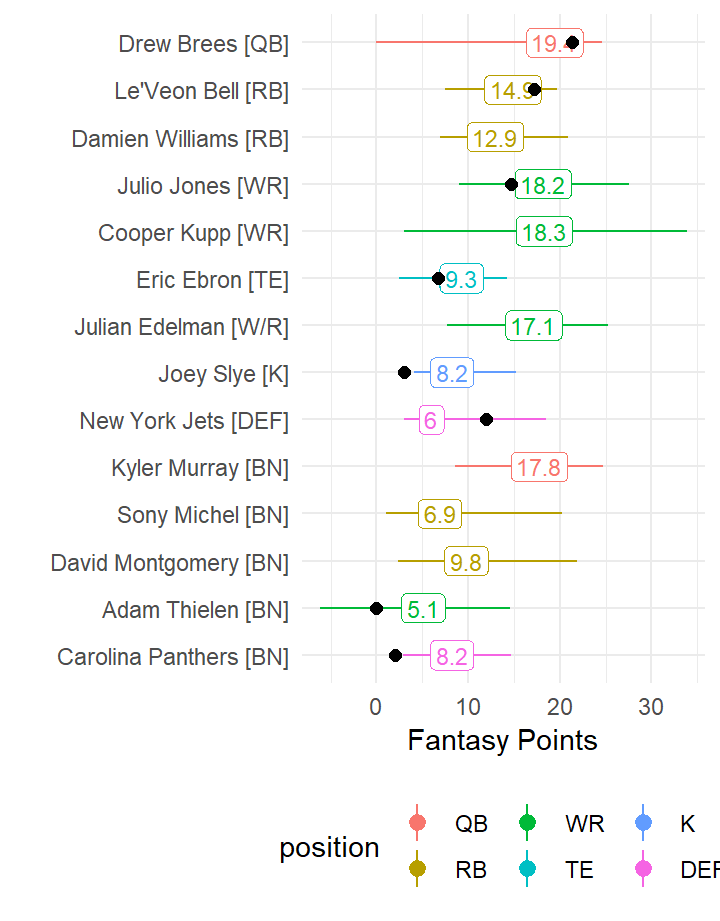 Drew Brees [QB] 19.4
Le'Veon Bell [RB] 14.9
Damien Williams [RB] 12.9
Julio Jones [WR] 18.2
Cooper Kupp [WR] 18.3
Eric Ebron [TE] 9.3
Julian Edelman [W/R] 17.1
Joey Slye [K] 8.2
New York Jets [DEF] 6
Kyler Murray [BN] 17.8
Sony Michel [BN] 6.9
David Montgomery [BN] 9.8
Adam Thielen [BN] 5.1
Carolina Panthers [BN] 8.2
0 10 20 30
Fantasy Points
position
QB WR K
RB TE DEF